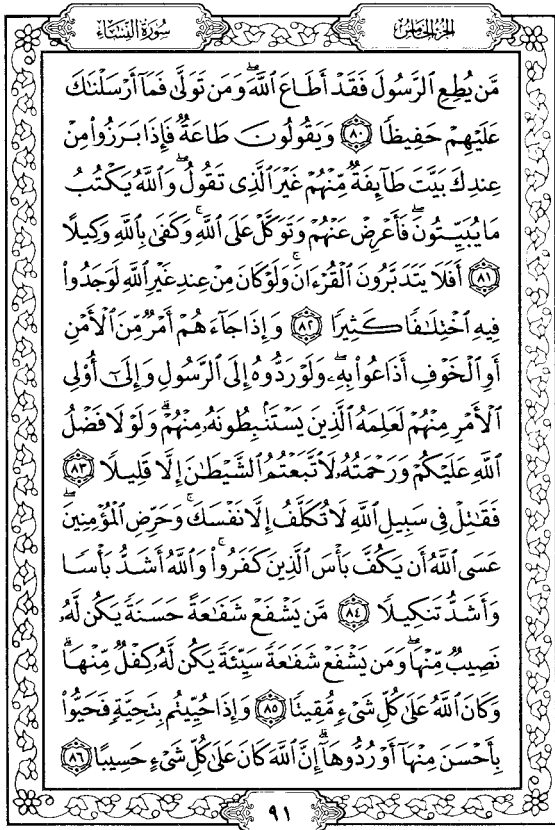 سُورَةُ النِّسَاءِ
الجُزْءُ الخَامِسُ
مَّن يُطِعِ ٱلرَّسُولَ فَقَدْ أَطَاعَ ٱللَّهَ ۖ وَمَن تَوَلَّىٰ فَمَآ أَرْسَلْنَٰكَ
عَلَيْهِمْ حَفِيظًا ٨٠ وَيَقُولُونَ طَاعَةٌ فَإِذَا بَرَزُوا۟ مِنْ
عِندِكَ بَيَّتَ طَآئِفَةٌ مِّنْهُمْ غَيْرَ ٱلَّذِى تَقُولُ ۖ وَٱللَّهُ يَكْتُبُ
مَا يُبَيِّتُونَ ۖ فَأَعْرِضْ عَنْهُمْ وَتَوَكَّلْ عَلَى ٱللَّهِ ۚ وَكَفَىٰ بِٱللَّهِ وَكِيلًا
٨١ أَفَلَا يَتَدَبَّرُونَ ٱلْقُرْءَانَ ۚ وَلَوْ كَانَ مِنْ عِندِ غَيْرِ ٱللَّهِ لَوَجَدُوا۟
فِيهِ ٱخْتِلَٰفًا كَثِيرًا ٨٢ وَإِذَا جَآءَهُمْ أَمْرٌ مِّنَ ٱلْأَمْنِ
أَوِ ٱلْخَوْفِ أَذَاعُوا۟ بِهِۦ ۖ وَلَوْ رَدُّوهُ إِلَى ٱلرَّسُولِ وَإِلَىٰٓ أُو۟لِى
ٱلْأَمْرِ مِنْهُمْ لَعَلِمَهُ ٱلَّذِينَ يَسْتَنۢبِطُونَهُۥ مِنْهُمْ ۗ وَلَوْلَا فَضْلُ
ٱللَّهِ عَلَيْكُمْ وَرَحْمَتُهُۥ لَٱتَّبَعْتُمُ ٱلشَّيْطَٰنَ إِلَّا قَلِيلًا ٨٣
فَقَٰتِلْ فِى سَبِيلِ ٱللَّهِ لَا تُكَلَّفُ إِلَّا نَفْسَكَ ۚ وَحَرِّضِ ٱلْمُؤْمِنِينَ ۖ
عَسَى ٱللَّهُ أَن يَكُفَّ بَأْسَ ٱلَّذِينَ كَفَرُوا۟ ۚ وَٱللَّهُ أَشَدُّ بَأْسًا
وَأَشَدُّ تَنكِيلًا ٨٤ مَّن يَشْفَعْ شَفَٰعَةً حَسَنَةً يَكُن لَّهُۥ
نَصِيبٌ مِّنْهَا ۖ وَمَن يَشْفَعْ شَفَٰعَةً سَيِّئَةً يَكُن لَّهُۥ كِفْلٌ مِّنْهَا ۗ
وَكَانَ ٱللَّهُ عَلَىٰ كُلِّ شَىْءٍ مُّقِيتًا ٨٥ وَإِذَا حُيِّيتُم بِتَحِيَّةٍ فَحَيُّوا۟
بِأَحْسَنَ مِنْهَآ أَوْ رُدُّوهَآ ۗ إِنَّ ٱللَّهَ كَانَ عَلَىٰ كُلِّ شَىْءٍ حَسِيبًا ٨٦
٩١